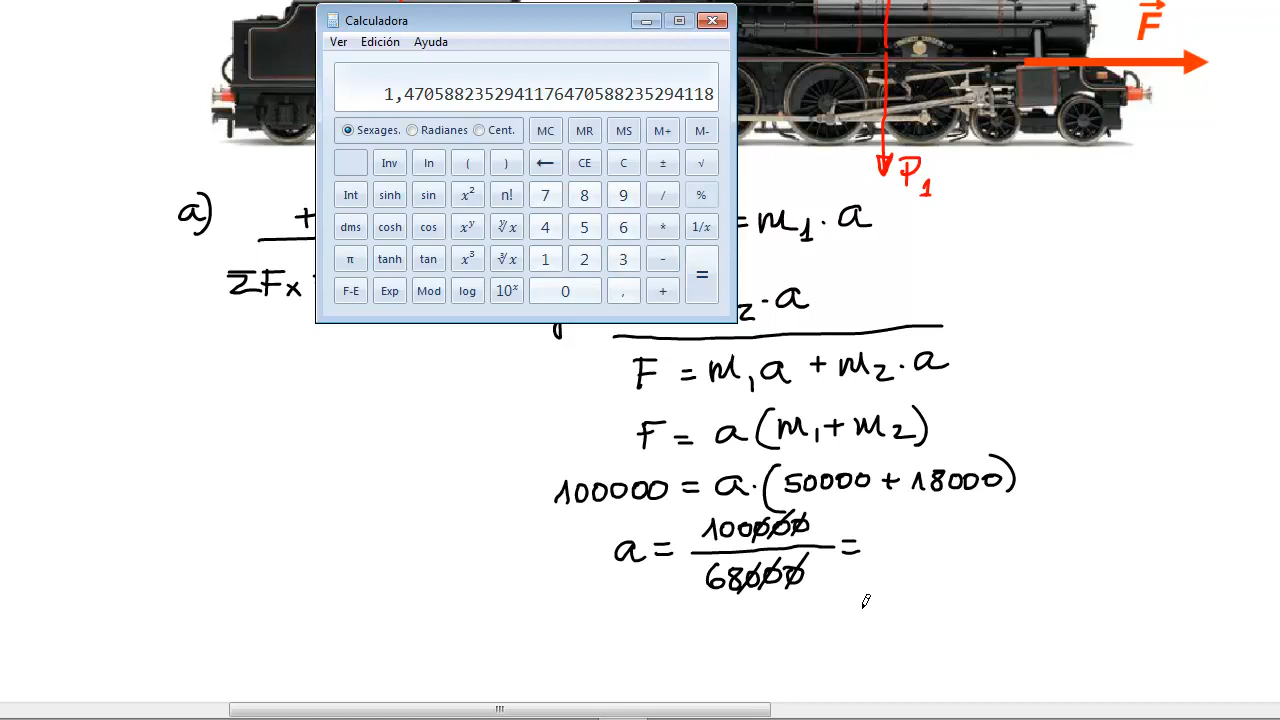 Calculadora
Ver Edición Ayuda
1,4705882352941176470588235294118
Sexages. Radianes Cent. MC MR MS M+ M-
Inv ln ( ) ← CE C ± √
Int sinh sin x² n! 7 8 9 / %
dms cosh cos xʸ ʸ√x 4 5 6 * 1/x
π tanh tan x³ ³√x 1 2 3 - =
F-E Exp Mod log 10ˣ 0 , +
F
P₁
a) +
= m₁ · a
ΣFx
₂ · a
F = m₁a + m₂ · a
F = a (m₁ + m₂)
100000 = a · (50000 + 18000)
a = 100000 / 68000 =